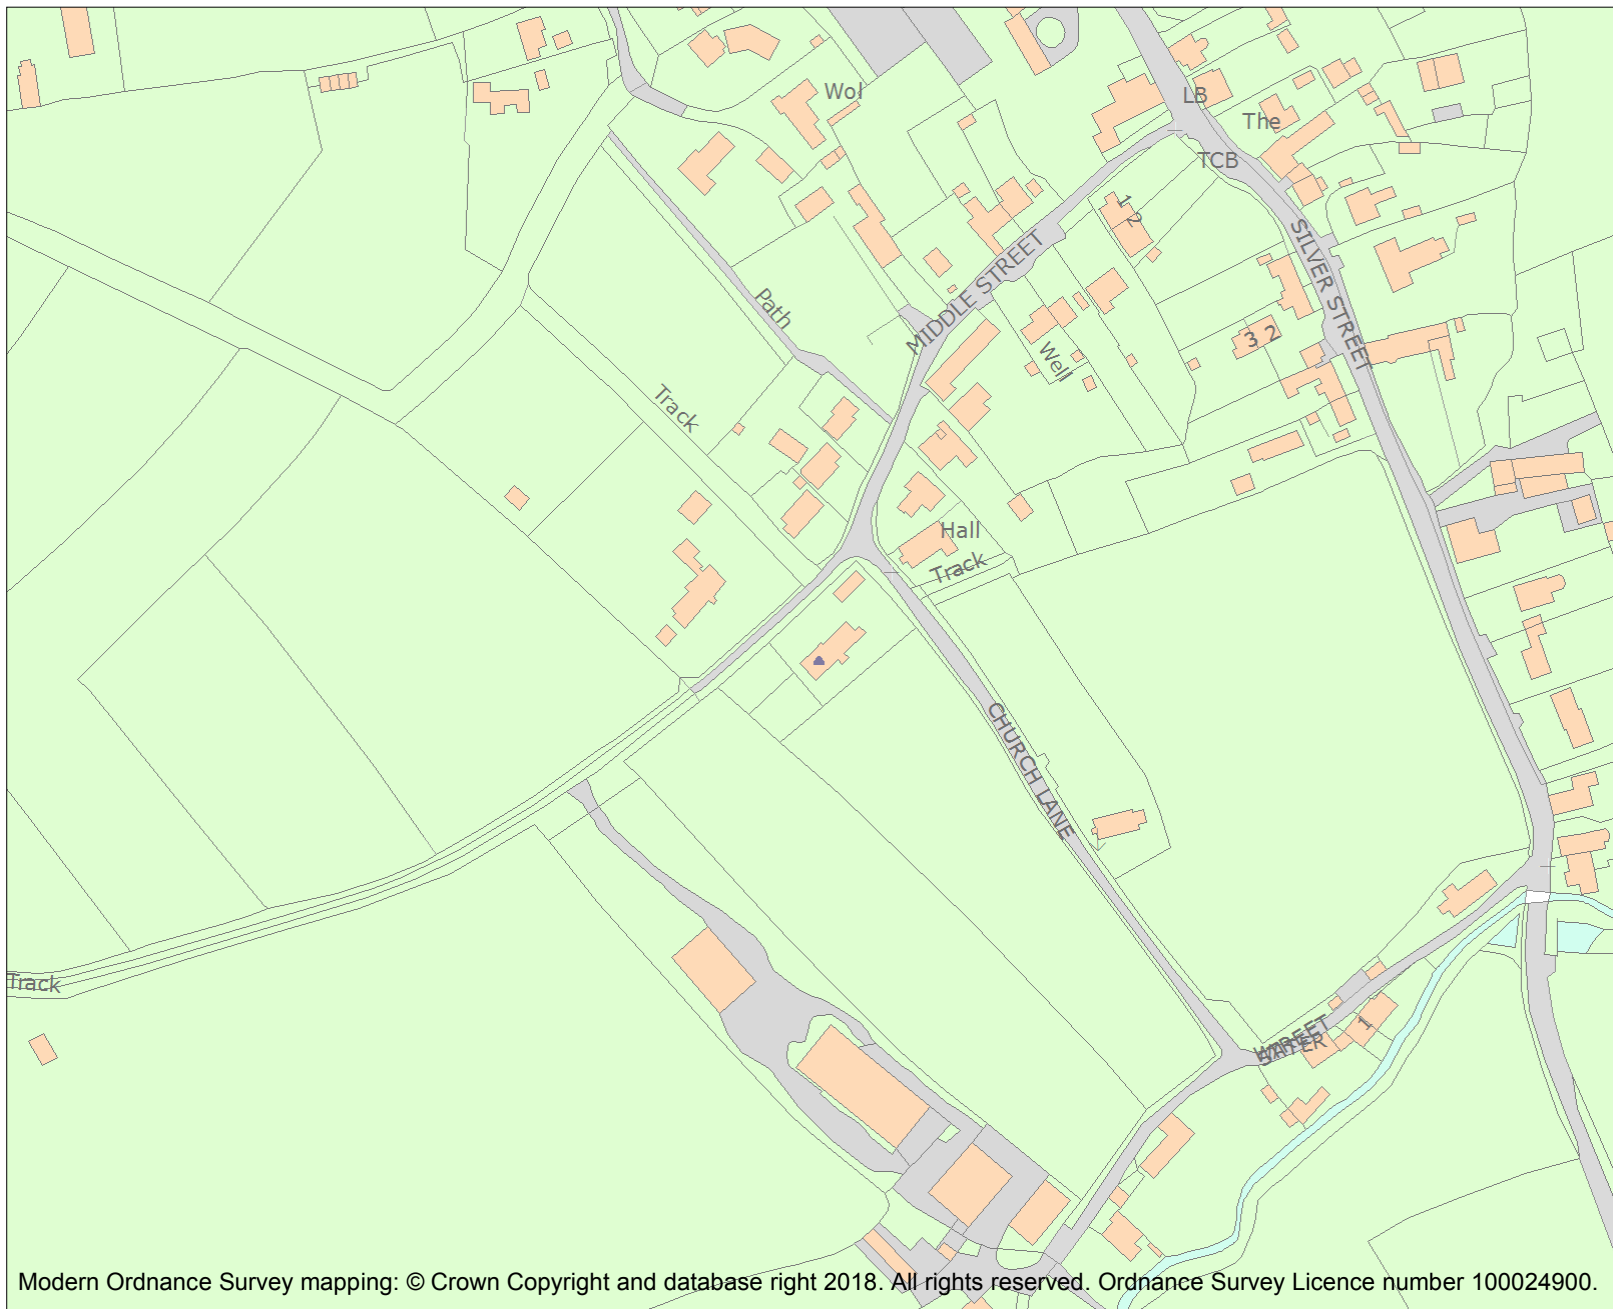 Wol
LB
The
TCB
1 2
MIDDLE STREET
SILVER STREET
Path
3 2
Well
Track
Hall
Track
CHURCH LANE
Track
WATER
STREET
1
Modern Ordnance Survey mapping: © Crown Copyright and database right 2018. All rights reserved. Ordnance Survey Licence number 100024900.